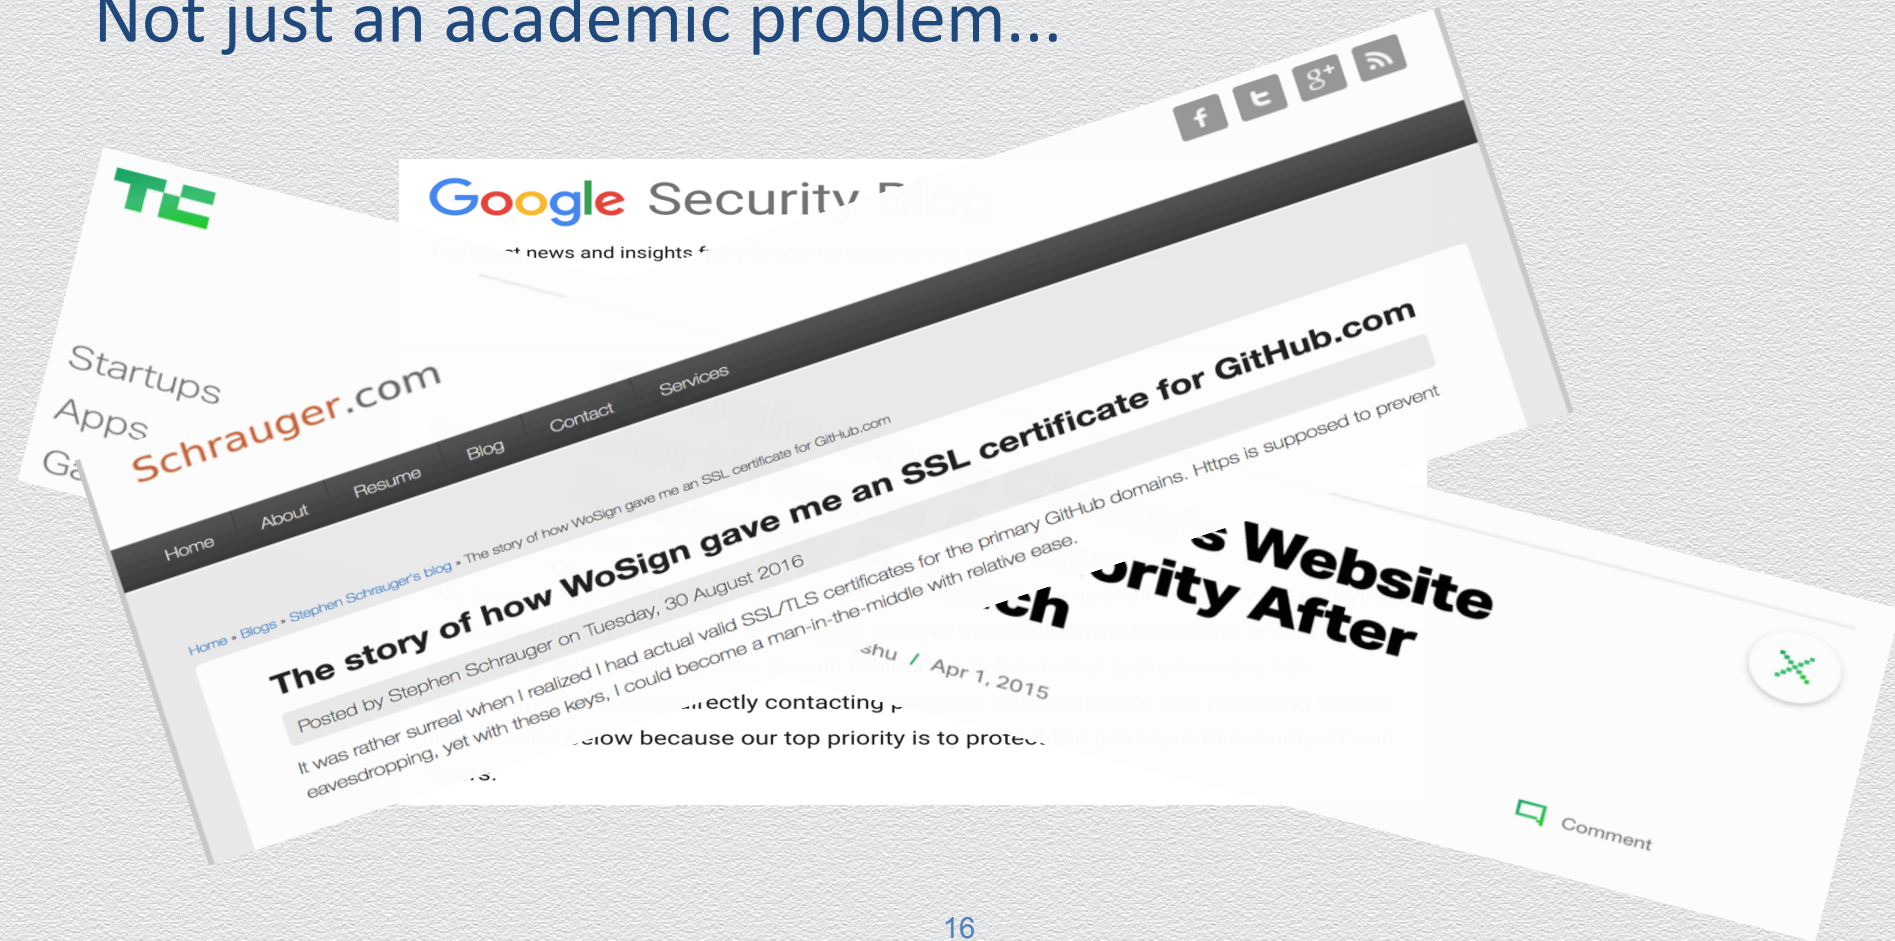 Not just an academic problem...
TC
Startups
Apps
Google Security
news and insights
Schrauger.com
Home About Resume Blog Contact Services
Home » Blogs » Stephen Schrauger's blog » The story of how WoSign gave me an SSL certificate for GitHub.com
The story of how WoSign gave me an SSL certificate for GitHub.com
Posted by Stephen Schrauger on Tuesday, 30 August 2016
It was rather surreal when I realized I had actual valid SSL/TLS certificates for the primary GitHub domains. Https is supposed to prevent
eavesdropping, yet with these keys, I could become a man-in-the-middle with relative ease.
Website
After
/ Apr 1, 2015
contacting
because our top priority is to
Comment
16